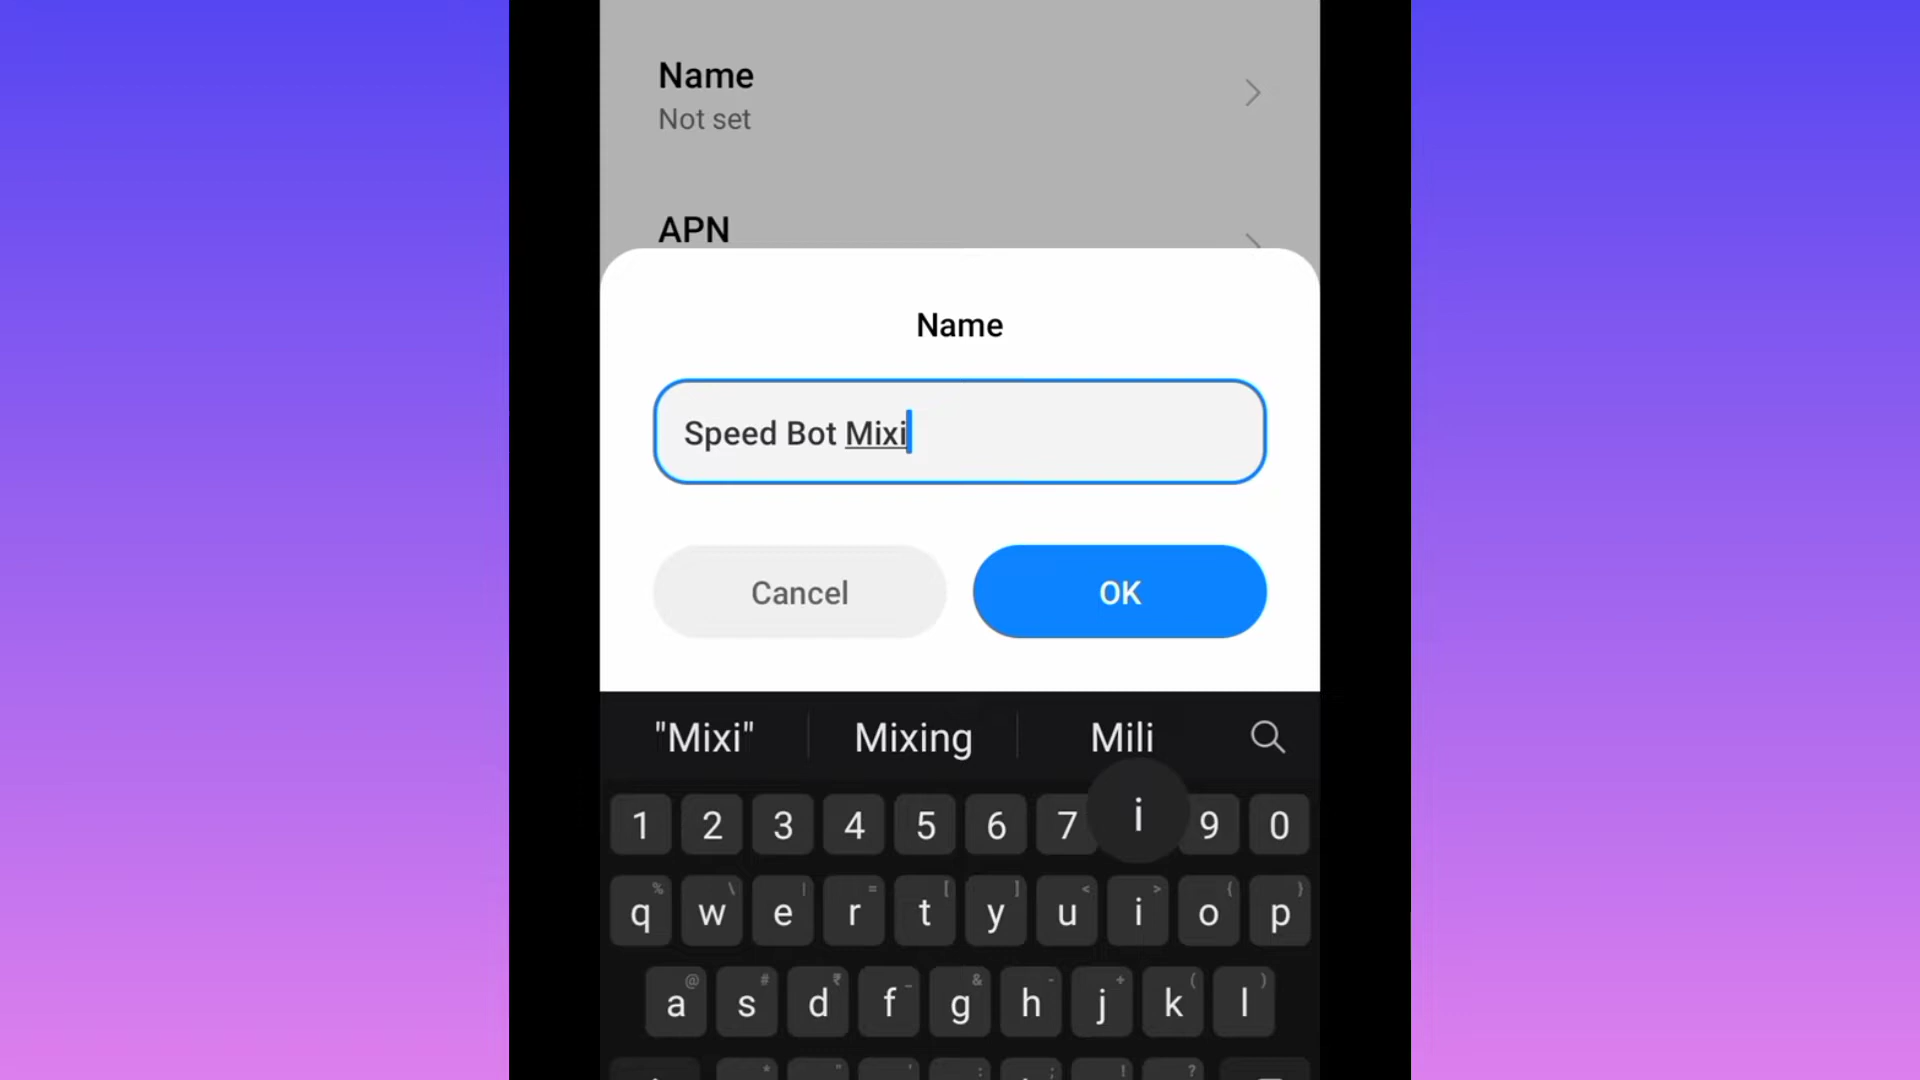 Name
Not set
APN
Name
Speed Bot Mixi
Cancel OK
"Mixi" Mixing Mili
1 2 3 4 5 6 7 i 9 0
% \ | = [ ] < > { }
q w e r t y u i o p
@ # ₹ _ & - + ( )
a s d f g h j k l
* " ' : ; ! ?